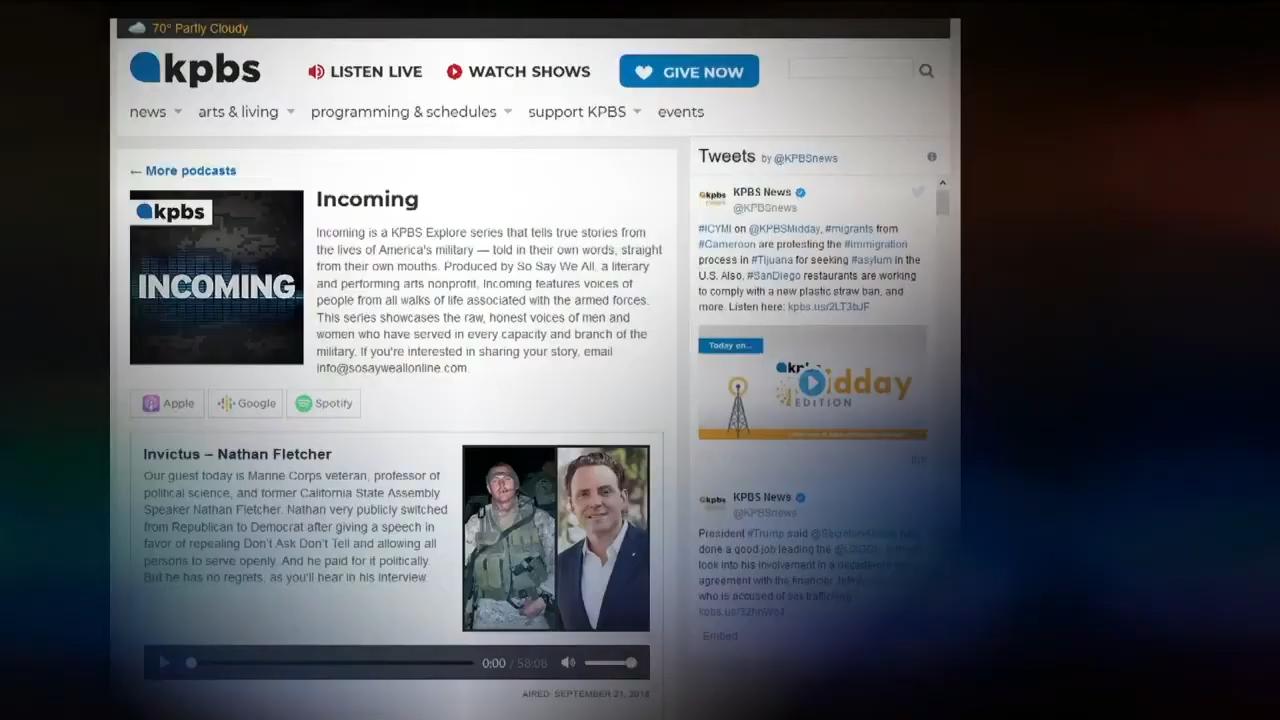 70° Partly Cloudy
kpbs
LISTEN LIVE
WATCH SHOWS
GIVE NOW
news
arts & living
programming & schedules
support KPBS
events
← More podcasts
kpbs
INCOMING
Incoming
Incoming is a KPBS Explore series that tells true stories from
the lives of America's military — told in their own words, straight
from their own mouths. Produced by So Say We All, a literary
and performing arts nonprofit, Incoming features voices of
people from all walks of life associated with the armed forces.
This series showcases the raw, honest voices of men and
women who have served in every capacity and branch of the
military. If you're interested in sharing your story, email
info@sosayweallonline.com.
Apple
Google
Spotify
Invictus – Nathan Fletcher
Our guest today is Marine Corps veteran, professor of
political science, and former California State Assembly
Speaker Nathan Fletcher. Nathan very publicly switched
from Republican to Democrat after giving a speech in
favor of repealing Don't Ask Don't Tell and allowing all
persons to serve openly. And he paid for it politically.
But he has no regrets, as you'll hear in his interview.
0:00 / 58:08
AIRED: SEPTEMBER 21, 2018
Tweets by @KPBSnews
kpbs
KPBS News
@KPBSnews
#ICYMI on @KPBSMidday, #migrants from
#Cameroon are protesting the #immigration
process in #Tijuana for seeking #asylum in the
U.S. Also, #SanDiego restaurants are working
to comply with a new plastic straw ban, and
more. Listen here: kpbs.us/2LT3tJF
Today on...
kpbs
Midday
EDITION
kpbs
KPBS News
@KPBSnews
President #Trump said
done a good job leading the
look into his involvement in a
agreement with the financier
who is accused of sex trafficking.
Embed